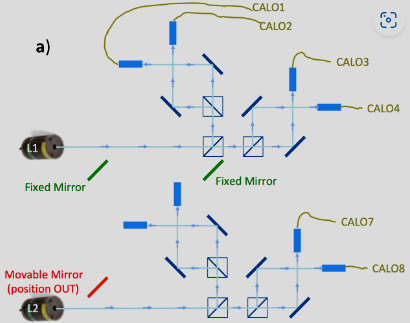 CALO1
CALO2
a)
CALO3
CALO4
L1
Fixed Mirror
Fixed Mirror
CALO7
Movable Mirror
(position OUT)
CALO8
L2